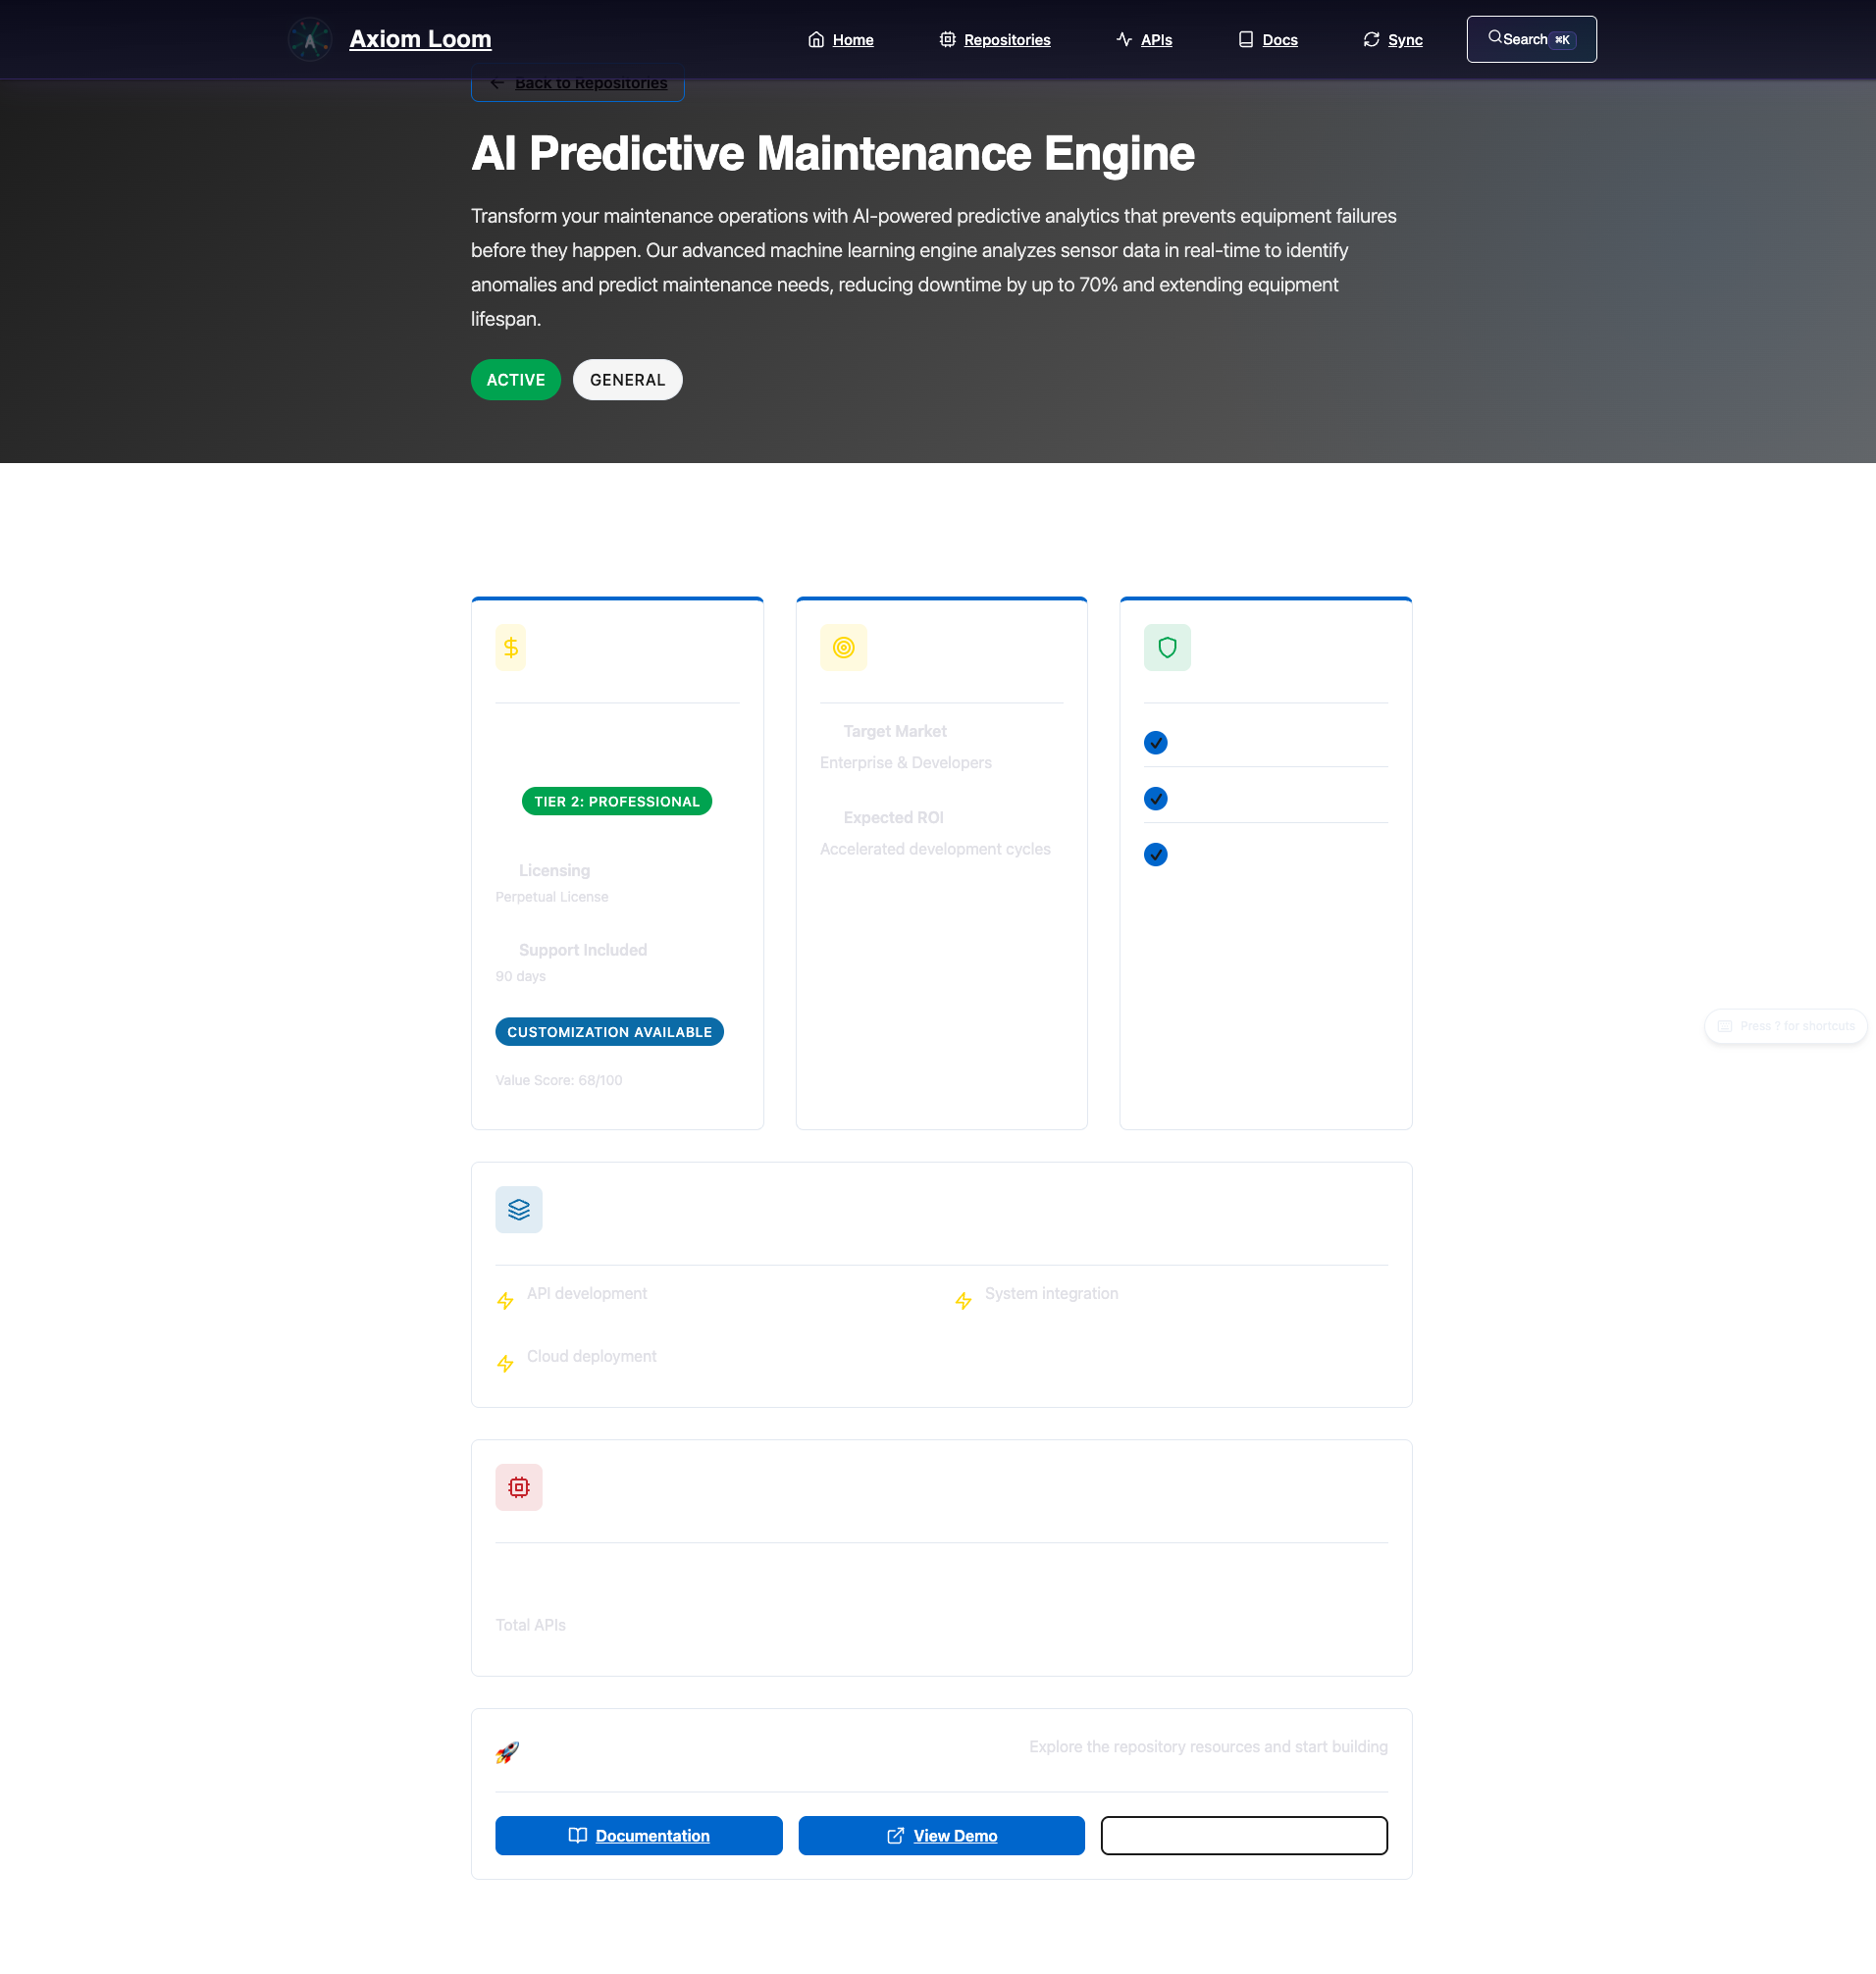 Axiom Loom
Home
Repositories
APIs
Docs
Sync
Search ⌘K
Back to Repositories
AI Predictive Maintenance Engine
Transform your maintenance operations with AI-powered predictive analytics that prevents equipment failures
before they happen. Our advanced machine learning engine analyzes sensor data in real-time to identify
anomalies and predict maintenance needs, reducing downtime by up to 70% and extending equipment
lifespan.
ACTIVE
GENERAL
TIER 2: PROFESSIONAL
Licensing
Perpetual License
Support Included
90 days
CUSTOMIZATION AVAILABLE
Value Score: 68/100
Target Market
Enterprise & Developers
Expected ROI
Accelerated development cycles
Press ? for shortcuts
API development
System integration
Cloud deployment
Total APIs
Explore the repository resources and start building
Documentation
View Demo